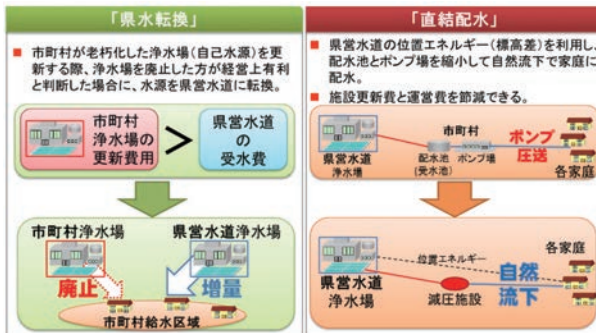 「県水転換」
■ 市町村が老朽化した浄水場(自己水源)を更
新する際、浄水場を廃止した方が経営上有利
と判断した場合に、水源を県営水道に転換。
市町村
浄水場の
更新費用
>
県営水道
の
受水費
市町村浄水場
県営水道浄水場
廃止
増量
市町村給水区域
「直結配水」
■ 県営水道の位置エネルギー(標高差)を利用し、
配水池とポンプ場を縮小して自然流下で家庭に
配水。
■ 施設更新費と運営費を節減できる。
市町村
ポンプ
圧送
県営水道
浄水場
配水池
(受水池)
ポンプ場
各家庭
各家庭
位置エネルギー
自然
流下
県営水道
浄水場
減圧施設